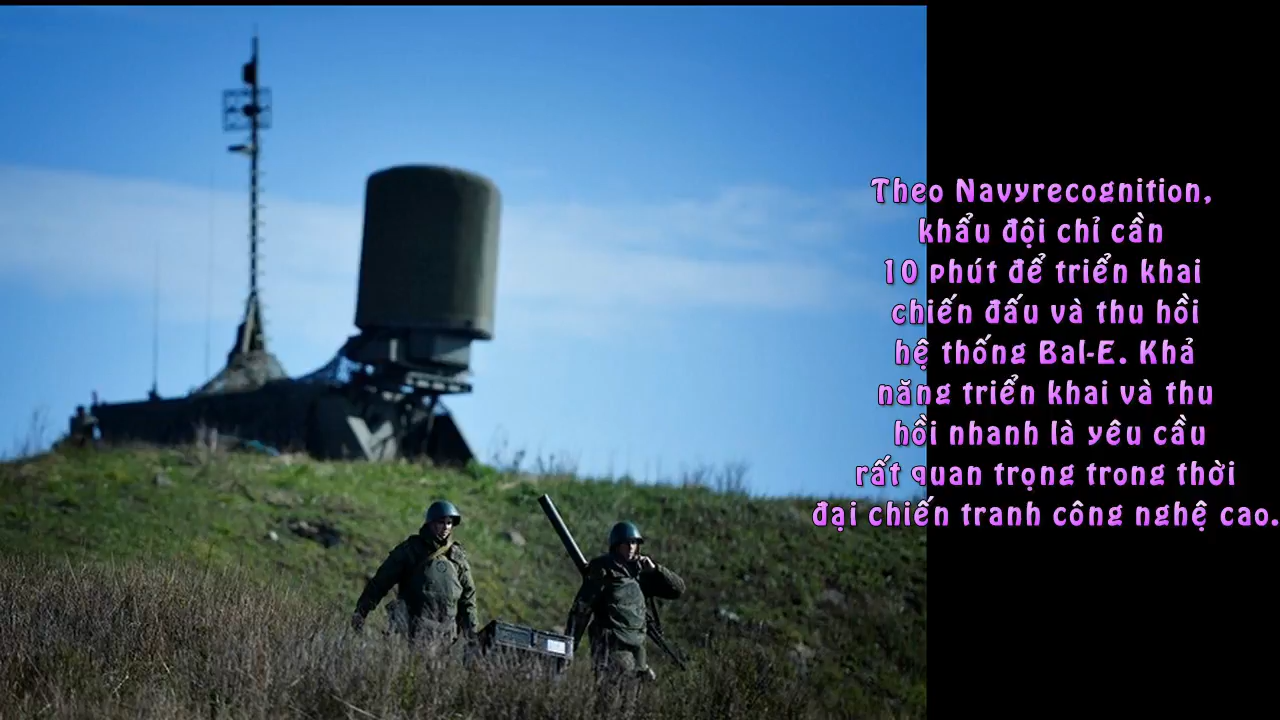 Theo Navyrecognition,
khẩu đội chỉ cần
10 phút để triển khai
chiến đấu và thu hồi
hệ thống Bal-E. Khả
năng triển khai và thu
hồi nhanh là yêu cầu
rất quan trọng trong thời
đại chiến tranh công nghệ cao.